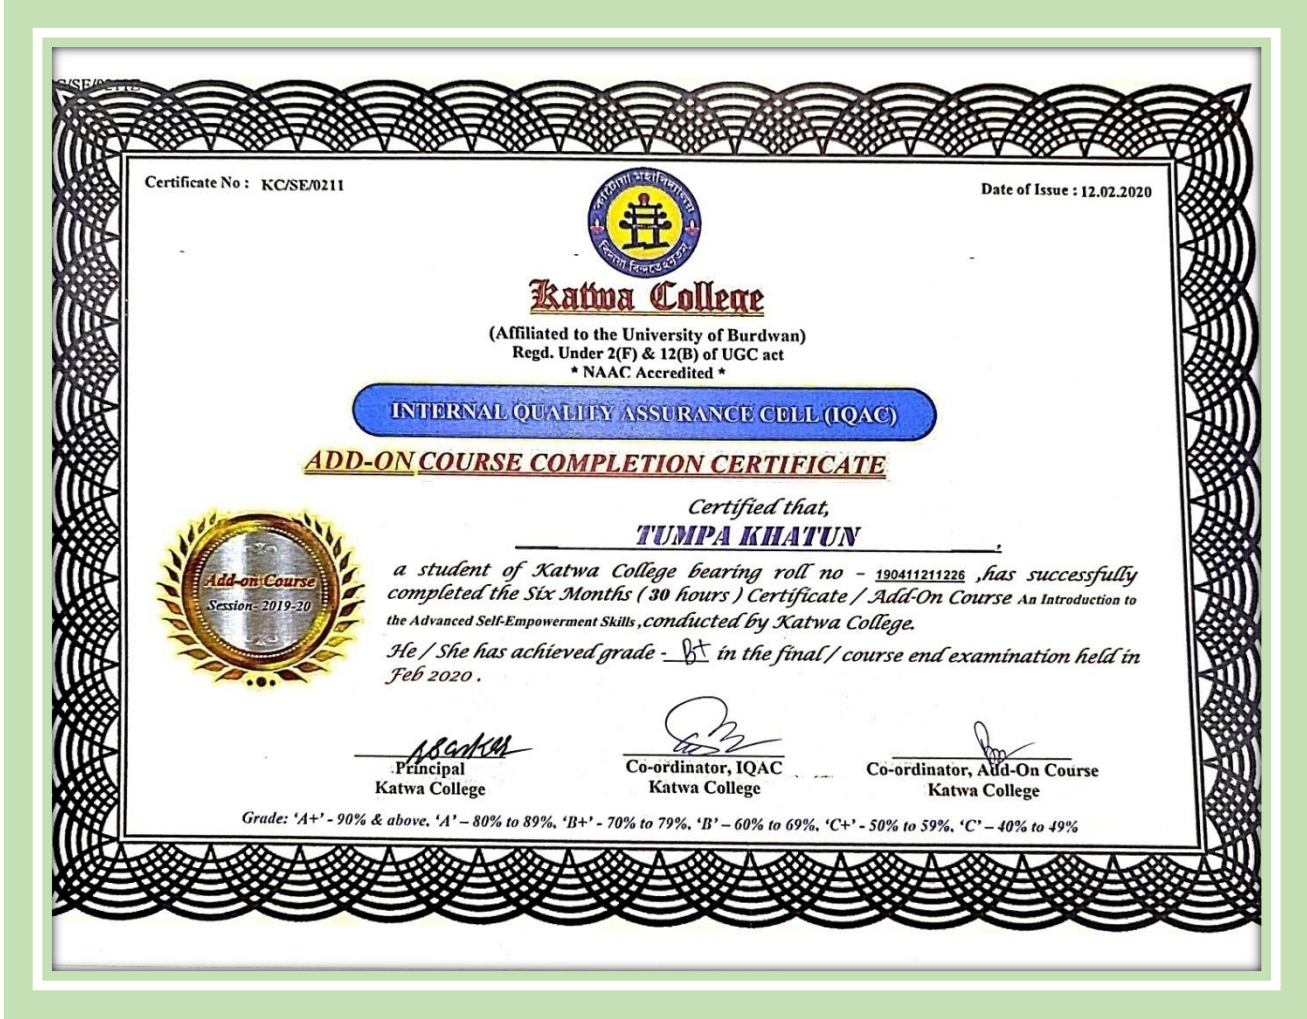 Certificate No : KC/SE/0211
Date of Issue : 12.02.2020
কাটোয়া মহাবিদ্যালয়
Katwa College
(Affiliated to the University of Burdwan)
Regd. Under 2(F) & 12(B) of UGC act
* NAAC Accredited *
INTERNAL QUALITY ASSURANCE CELL (IQAC)
ADD-ON COURSE COMPLETION CERTIFICATE
Certified that,
TUMPA KHATUN ,
a student of Katwa College bearing roll no - 190411211226 ,has successfully
completed the Six Months ( 30 hours ) Certificate / Add-On Course An Introduction to
the Advanced Self-Empowerment Skills ,conducted by Katwa College.
He / She has achieved grade - B+ in the final / course end examination held in
Feb 2020 .
Add-on Course
Session- 2019-20
Principal
Katwa College
Co-ordinator, IQAC
Katwa College
Co-ordinator, Add-On Course
Katwa College
Grade: ‘A+’ - 90% & above, ‘A’ – 80% to 89%, ‘B+’ - 70% to 79%, ‘B’ – 60% to 69%, ‘C+’ - 50% to 59%, ‘C’ – 40% to 49%